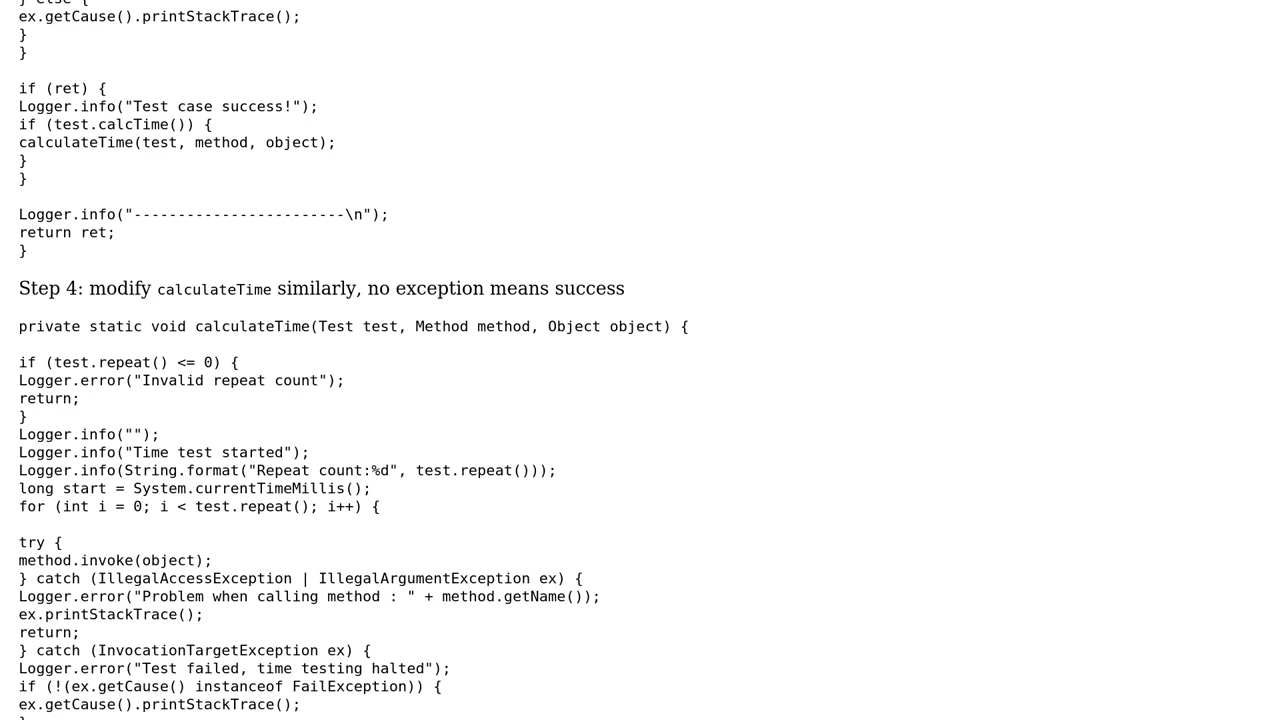 } else {
ex.getCause().printStackTrace();
}
}
if (ret) {
Logger.info("Test case success!");
if (test.calcTime()) {
calculateTime(test, method, object);
}
}
Logger.info("------------------------\n");
return ret;
}
Step 4: modify calculateTime similarly, no exception means success
private static void calculateTime(Test test, Method method, Object object) {
if (test.repeat() <= 0) {
Logger.error("Invalid repeat count");
return;
}
Logger.info("");
Logger.info("Time test started");
Logger.info(String.format("Repeat count:%d", test.repeat()));
long start = System.currentTimeMillis();
for (int i = 0; i < test.repeat(); i++) {
try {
method.invoke(object);
} catch (IllegalAccessException | IllegalArgumentException ex) {
Logger.error("Problem when calling method : " + method.getName());
ex.printStackTrace();
return;
} catch (InvocationTargetException ex) {
Logger.error("Test failed, time testing halted");
if (!(ex.getCause() instanceof FailException)) {
ex.getCause().printStackTrace();
}